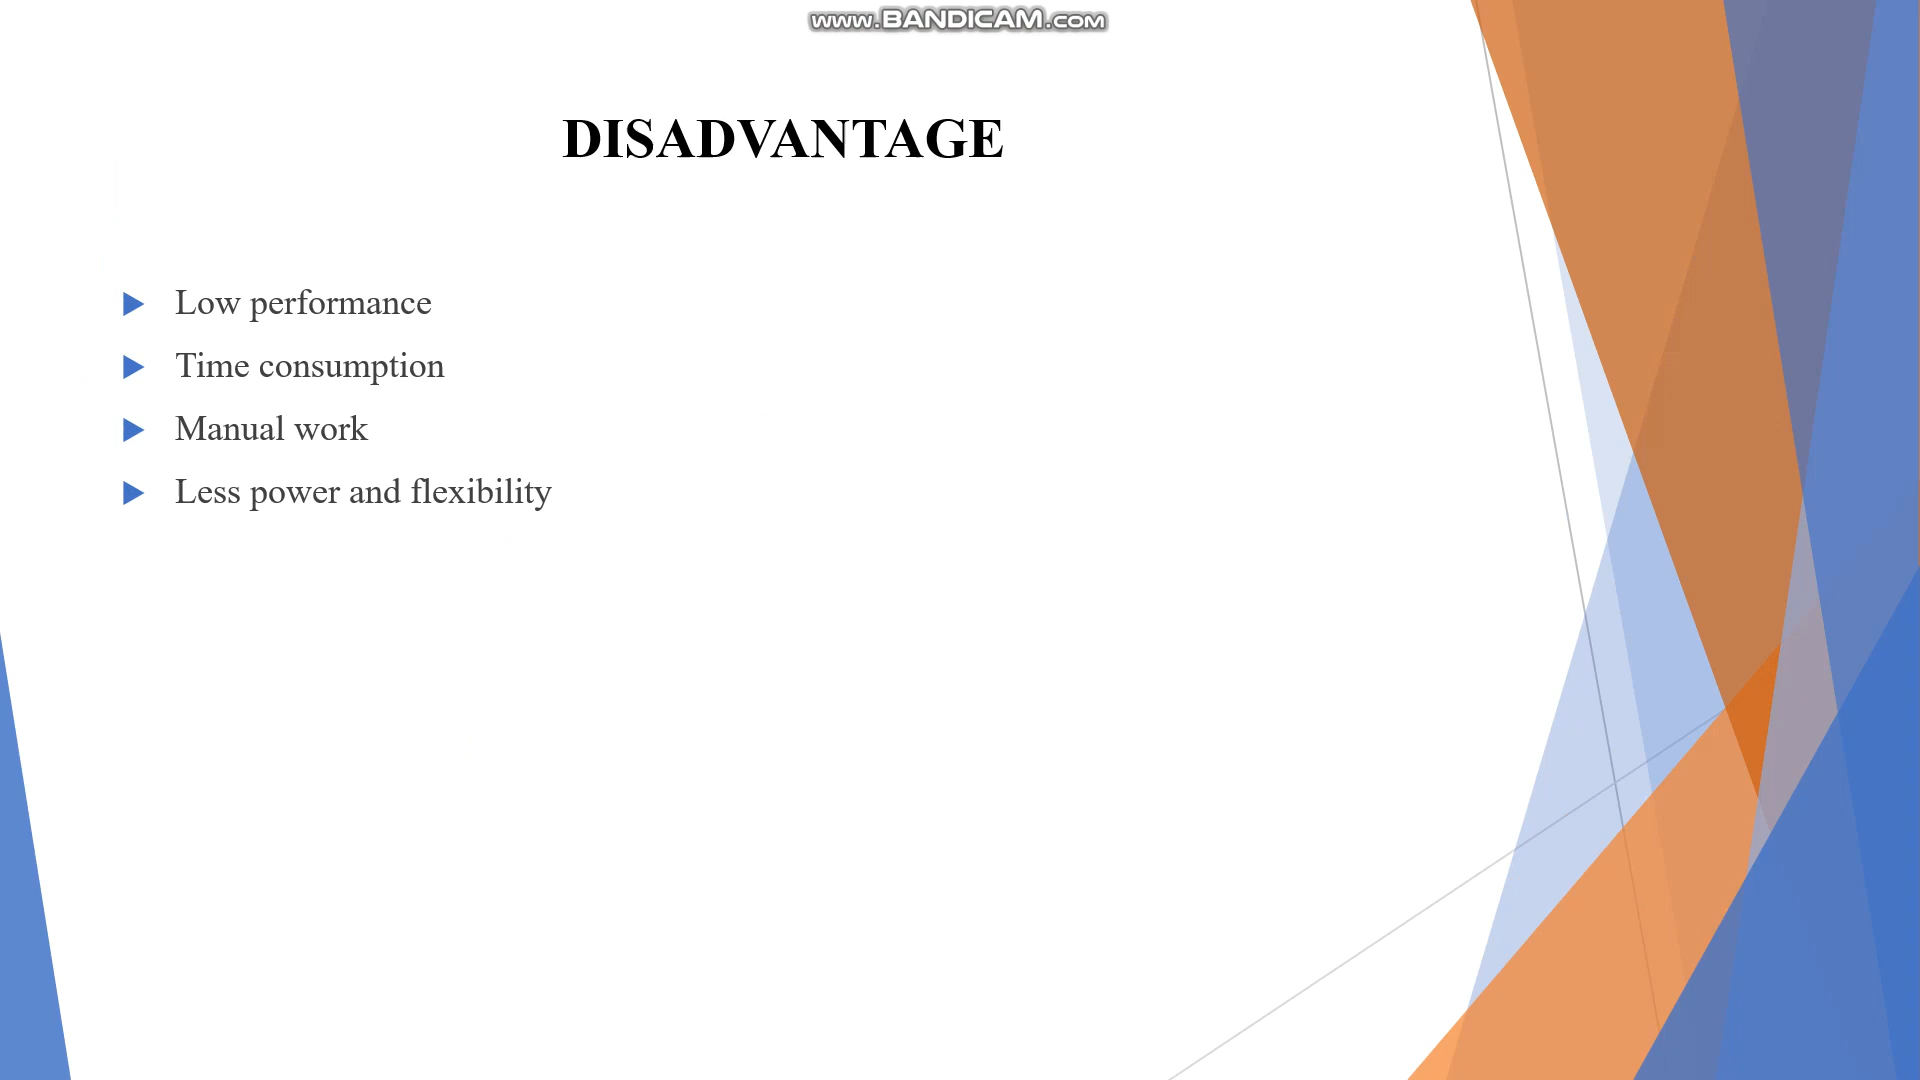 www.BANDICAM.com
DISADVANTAGE
Low performance
Time consumption
Manual work
Less power and flexibility